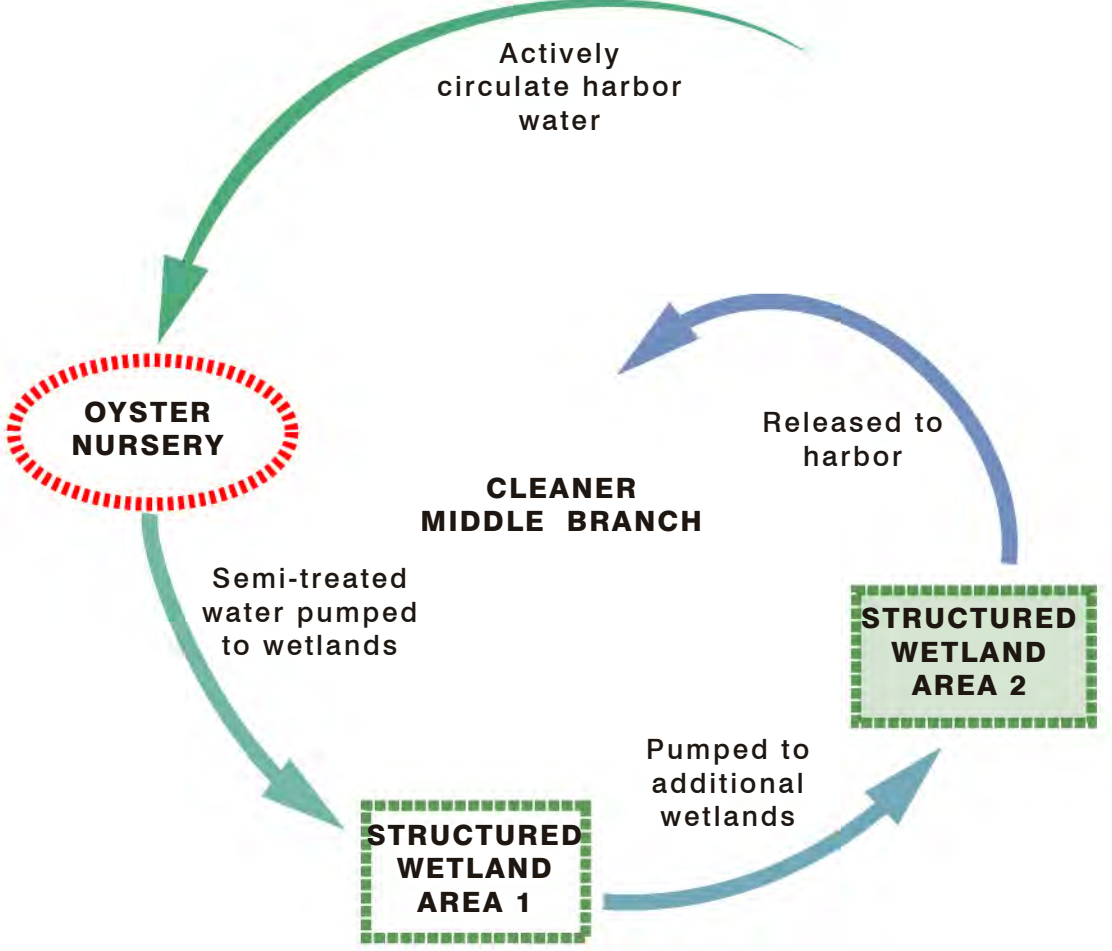 Actively
circulate harbor
water
OYSTER
NURSERY
Semi-treated
water pumped
to wetlands
STRUCTURED
WETLAND
AREA 1
Pumped to
additional
wetlands
STRUCTURED
WETLAND
AREA 2
Released to
harbor
CLEANER
MIDDLE BRANCH